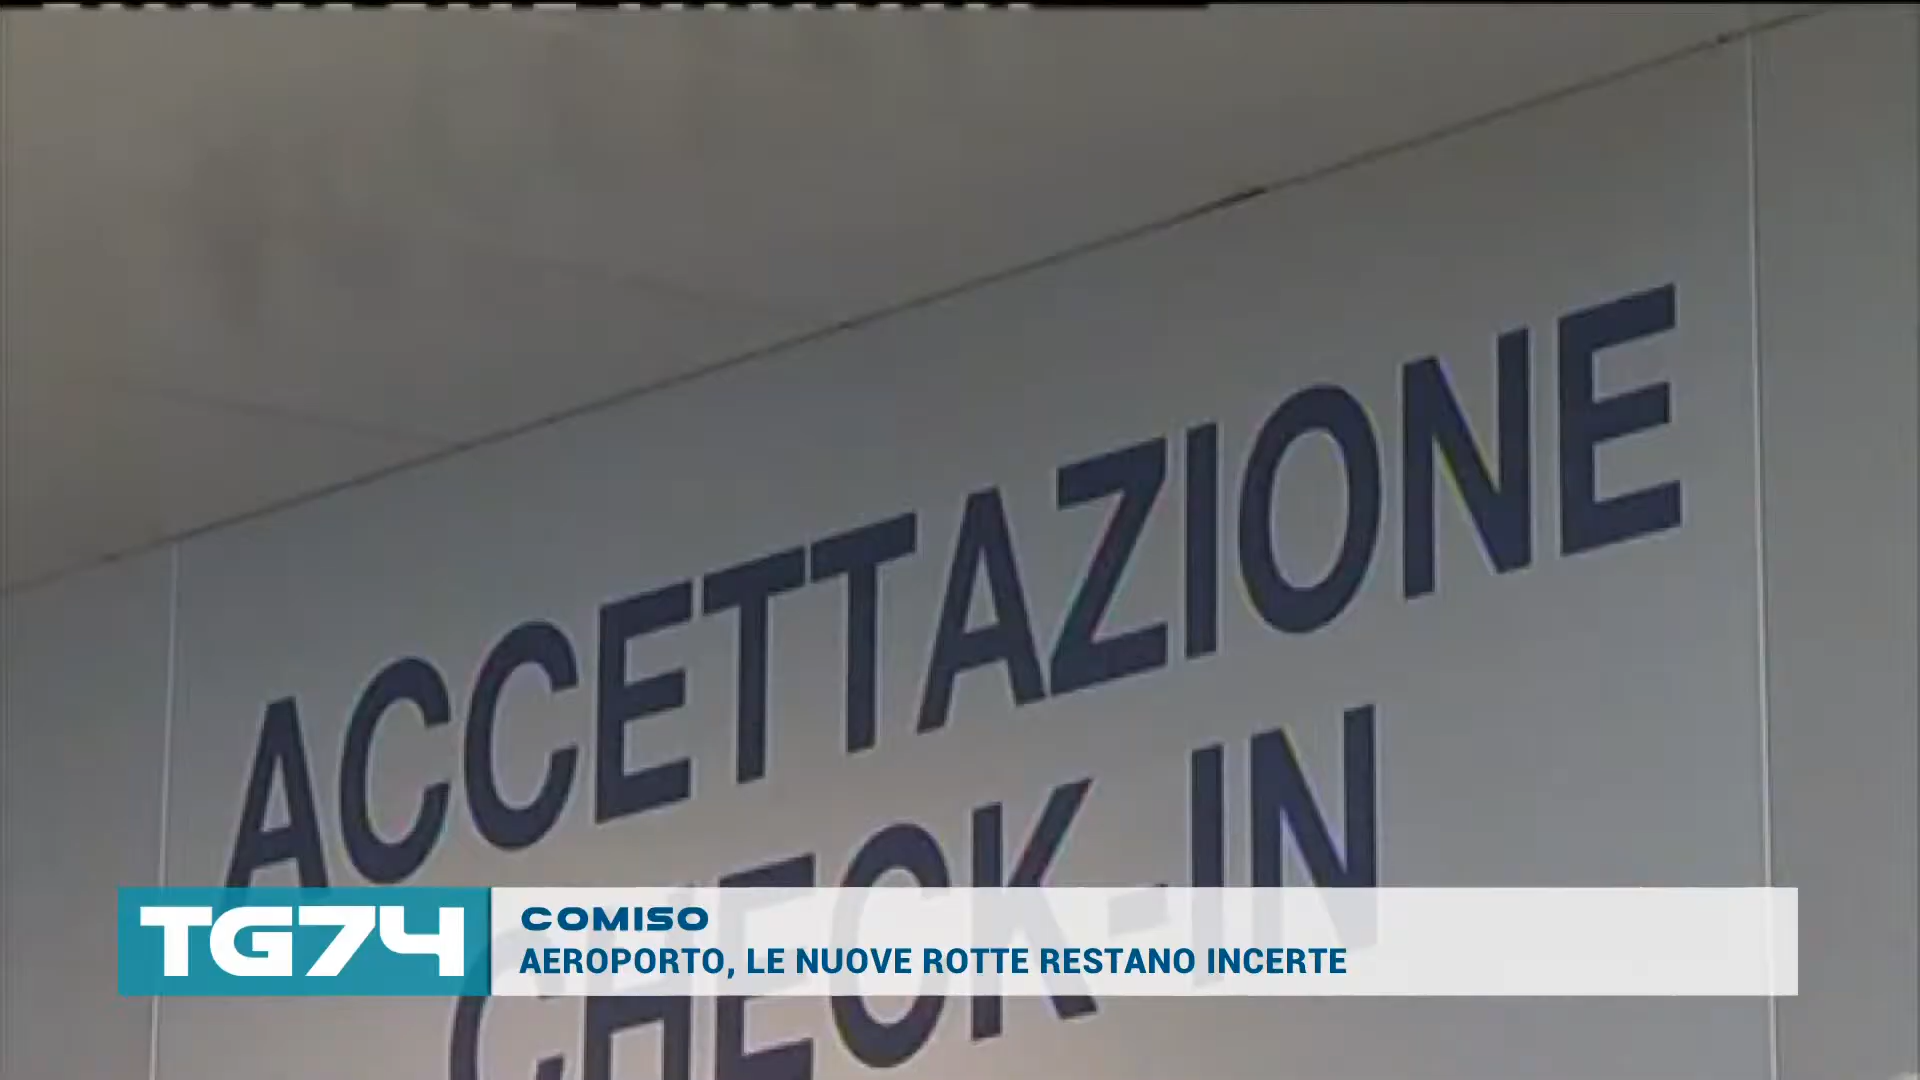 ACCETTAZIONE
CHECK-IN
TG74
COMISO
AEROPORTO, LE NUOVE ROTTE RESTANO INCERTE